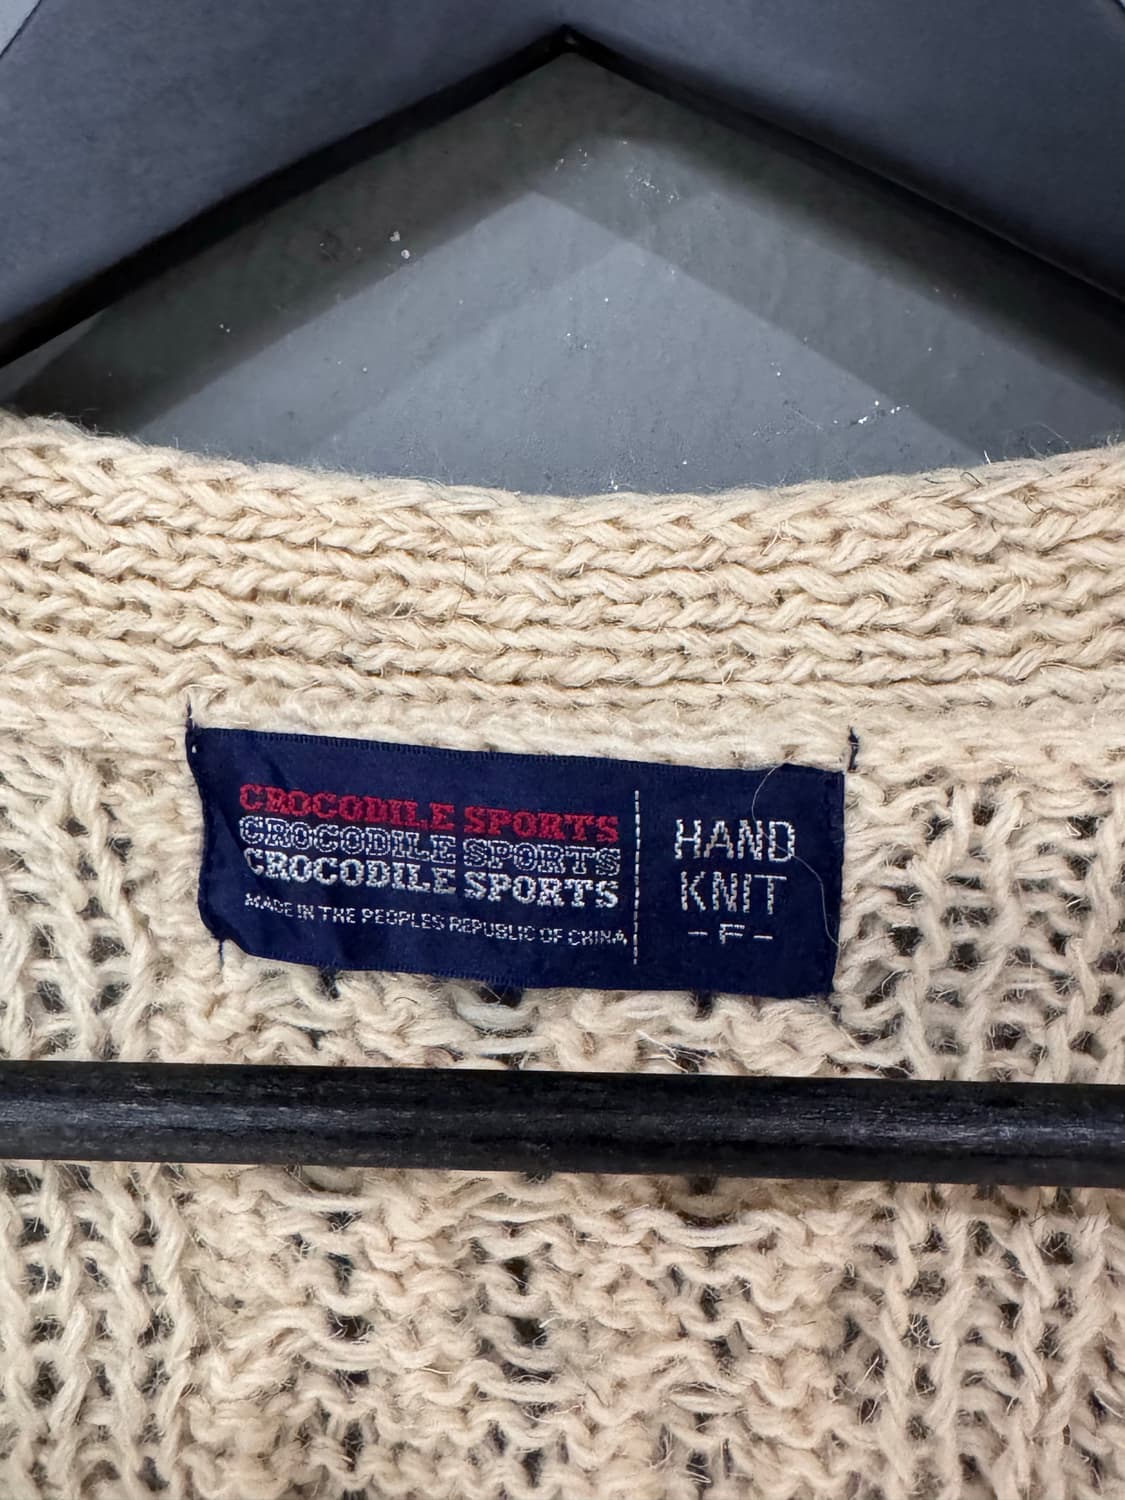 CROCODILE SPORTS
CROCODILE SPORTS
CROCODILE SPORTS
MADE IN THE PEOPLES REPUBLIC OF CHINA
HAND
KNIT
-F-